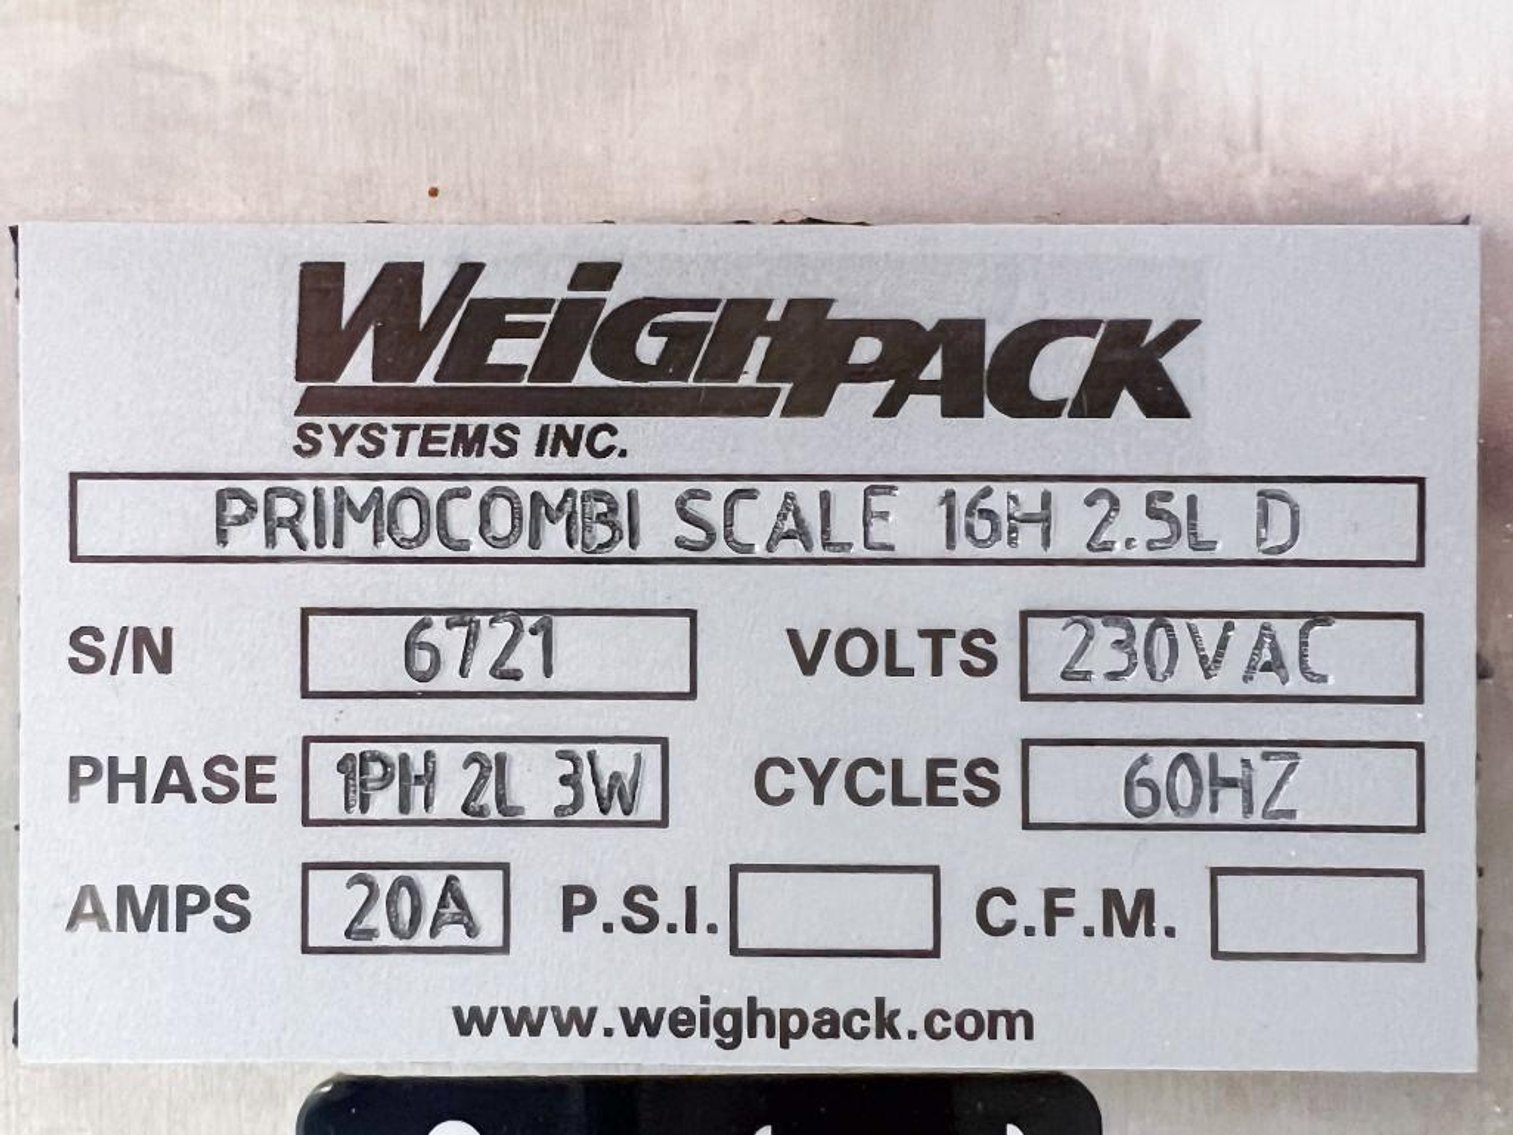 WEIGHPACK
SYSTEMS INC.
PRIMOCOMBI SCALE 16H 2.5L D
S/N 6721 VOLTS 230VAC
PHASE 1PH 2L 3W CYCLES 60HZ
AMPS 20A P.S.I. C.F.M.
www.weighpack.com